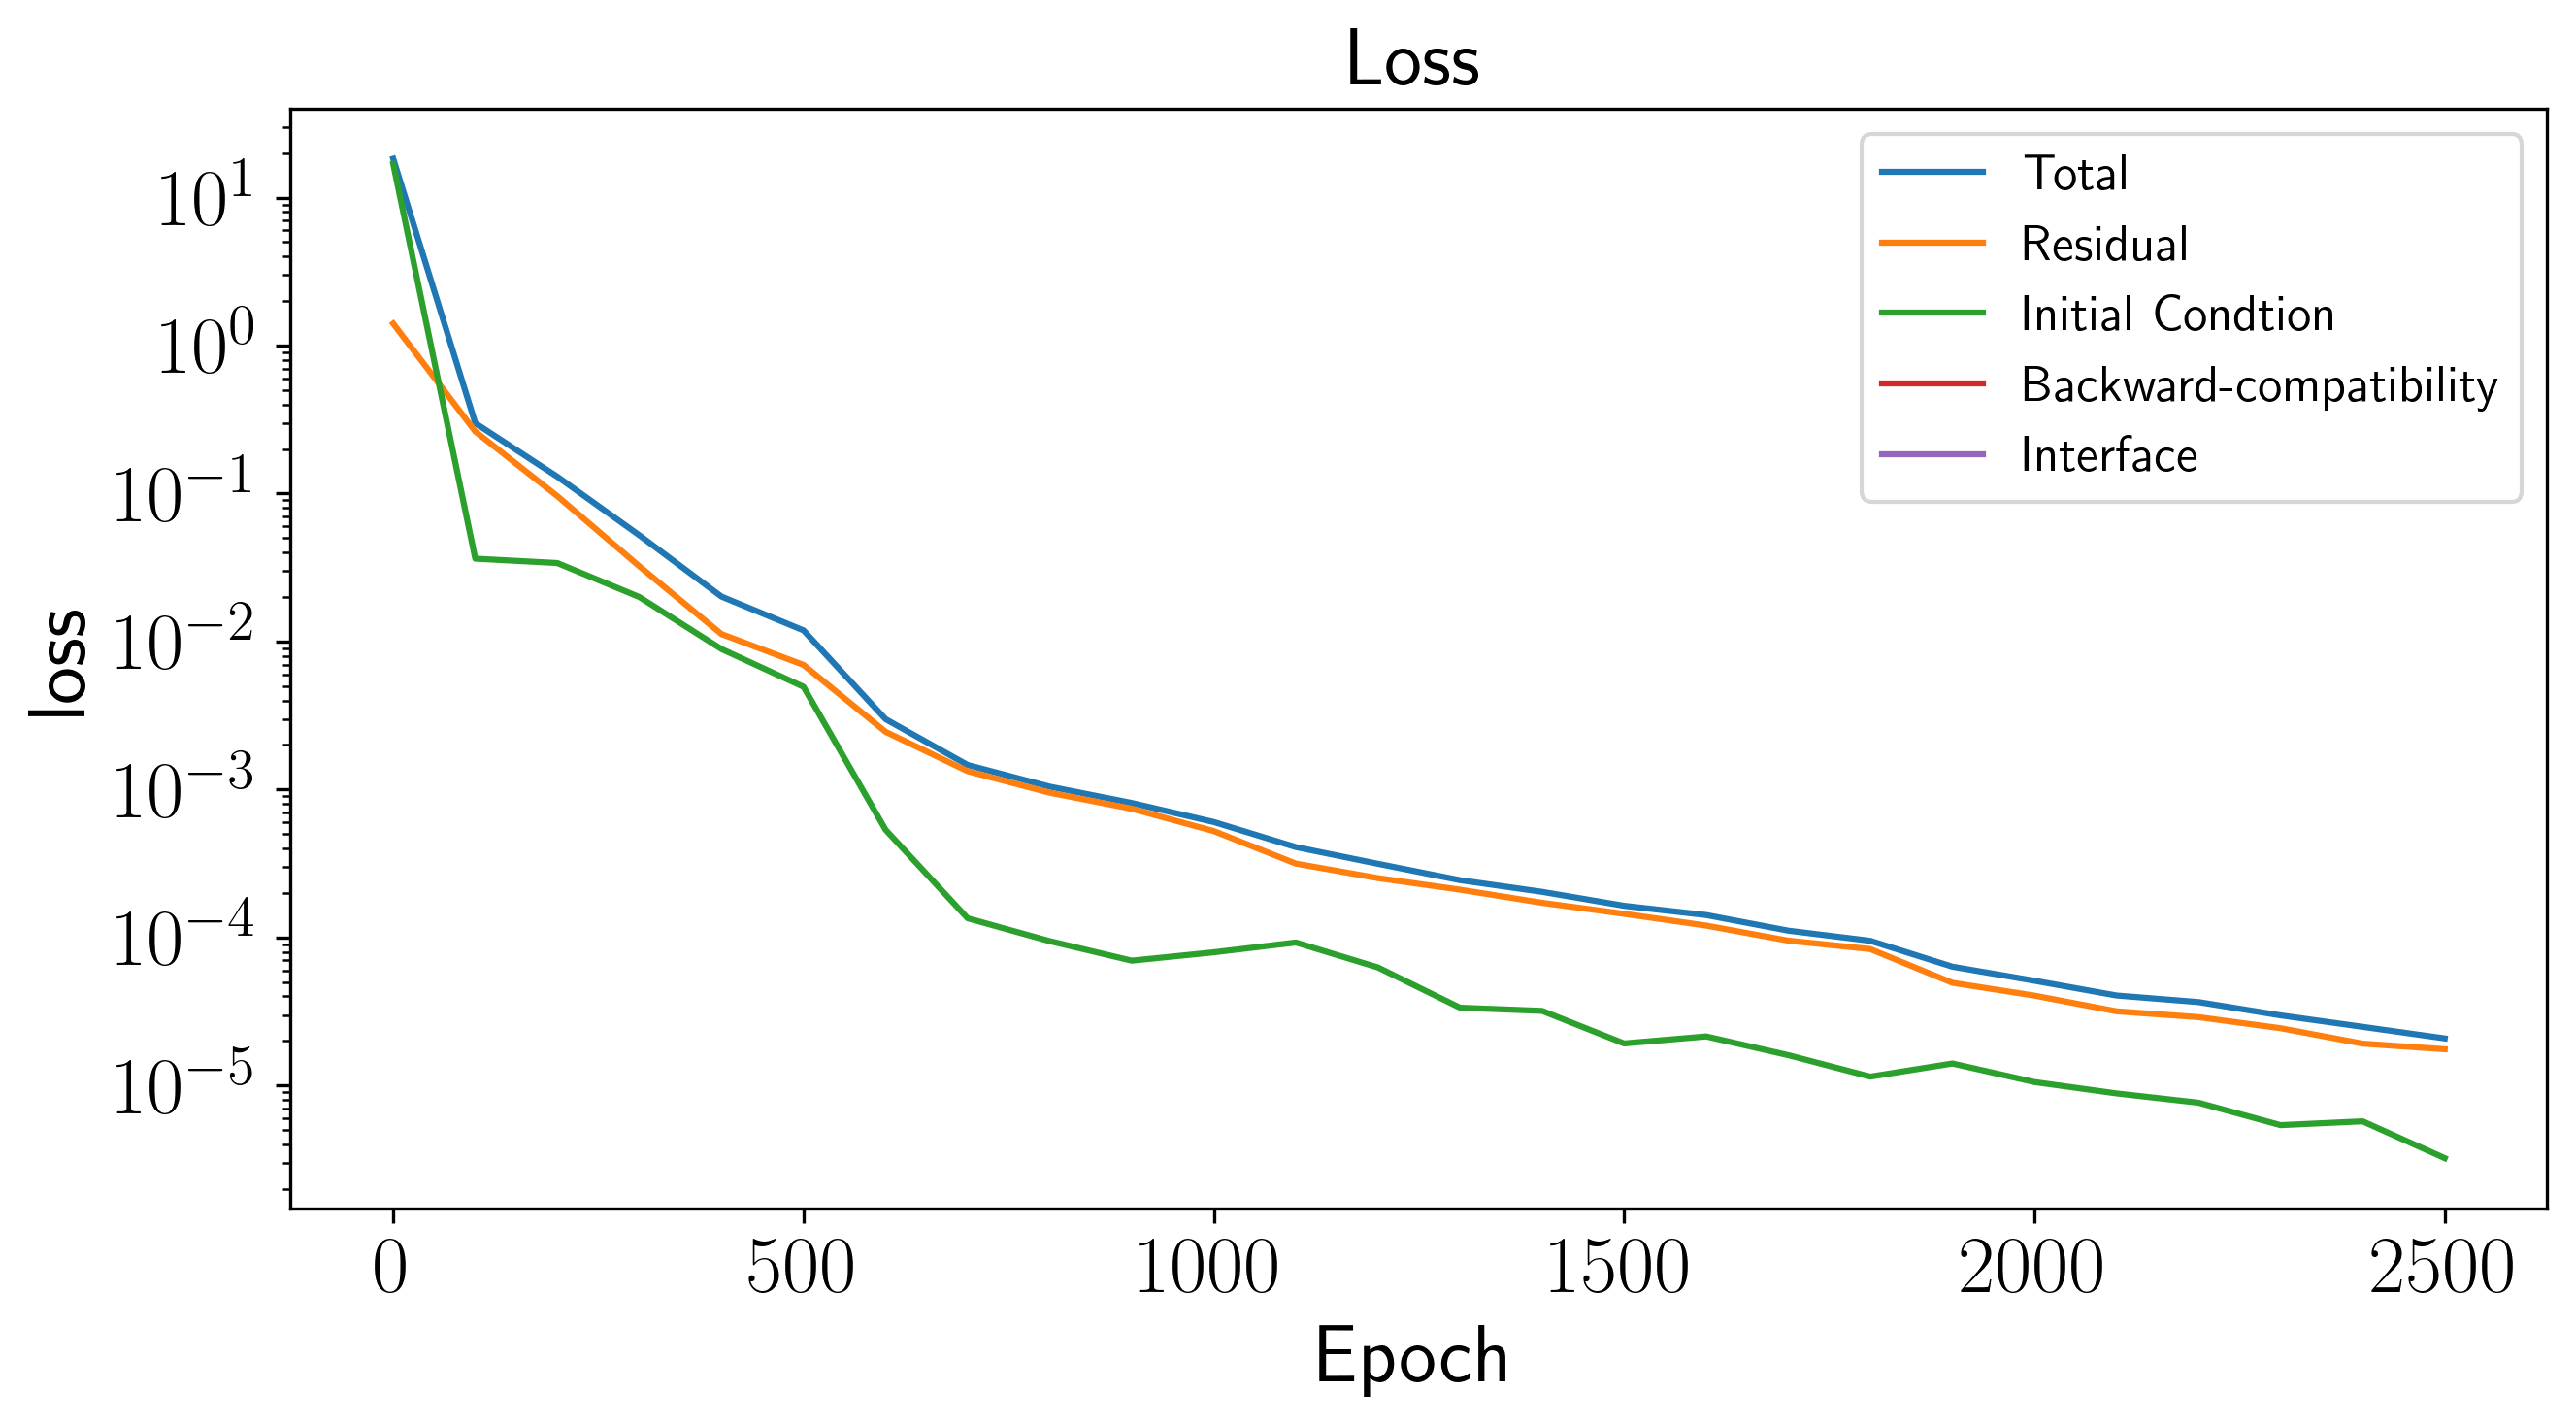 Loss
10^1
10^0
10^−1
10^−2
10^−3
10^−4
10^−5
loss
Total
Residual
Initial Condtion
Backward-compatibility
Interface
0 500 1000 1500 2000 2500
Epoch